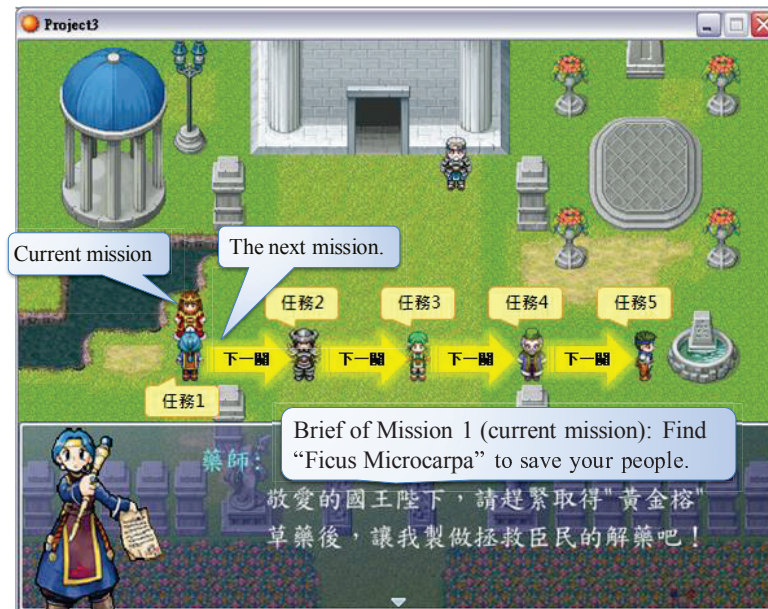 Project3
Current mission
The next mission.
任務2
任務3
任務4
任務5
下一關
下一關
下一關
下一關
任務1
Brief of Mission 1 (current mission): Find
“Ficus Microcarpa” to save your people.
藥師：
敬愛的國王陛下，請趕緊取得"黃金榕"
草藥後，讓我製做拯救臣民的解藥吧！